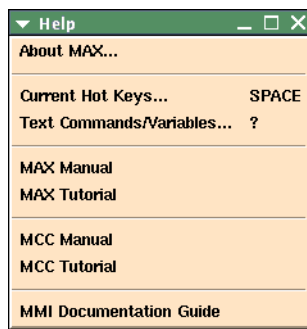 Help
About MAX...
Current Hot Keys... SPACE
Text Commands/Variables... ?
MAX Manual
MAX Tutorial
MCC Manual
MCC Tutorial
MMI Documentation Guide